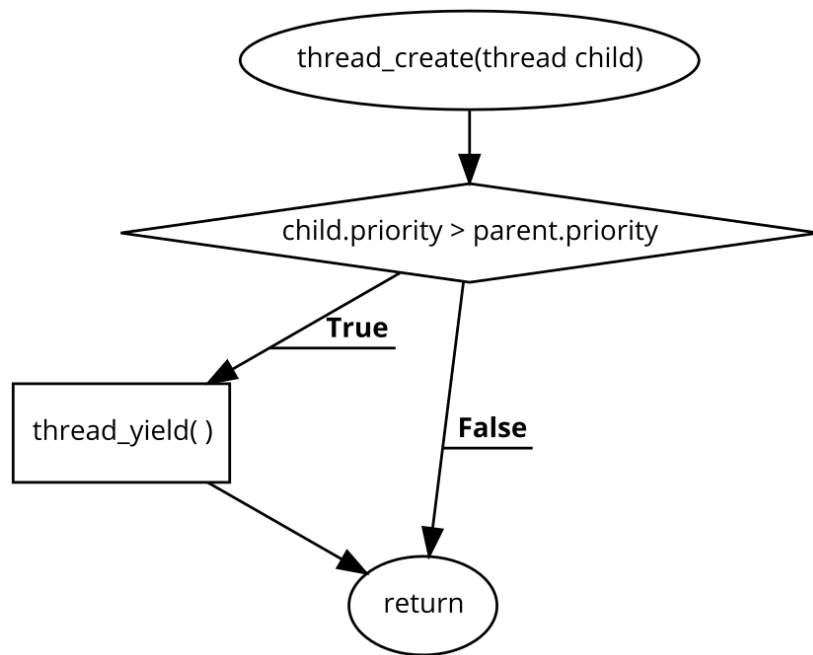 thread_create(thread child)
child.priority > parent.priority
True
thread_yield( )
False
return